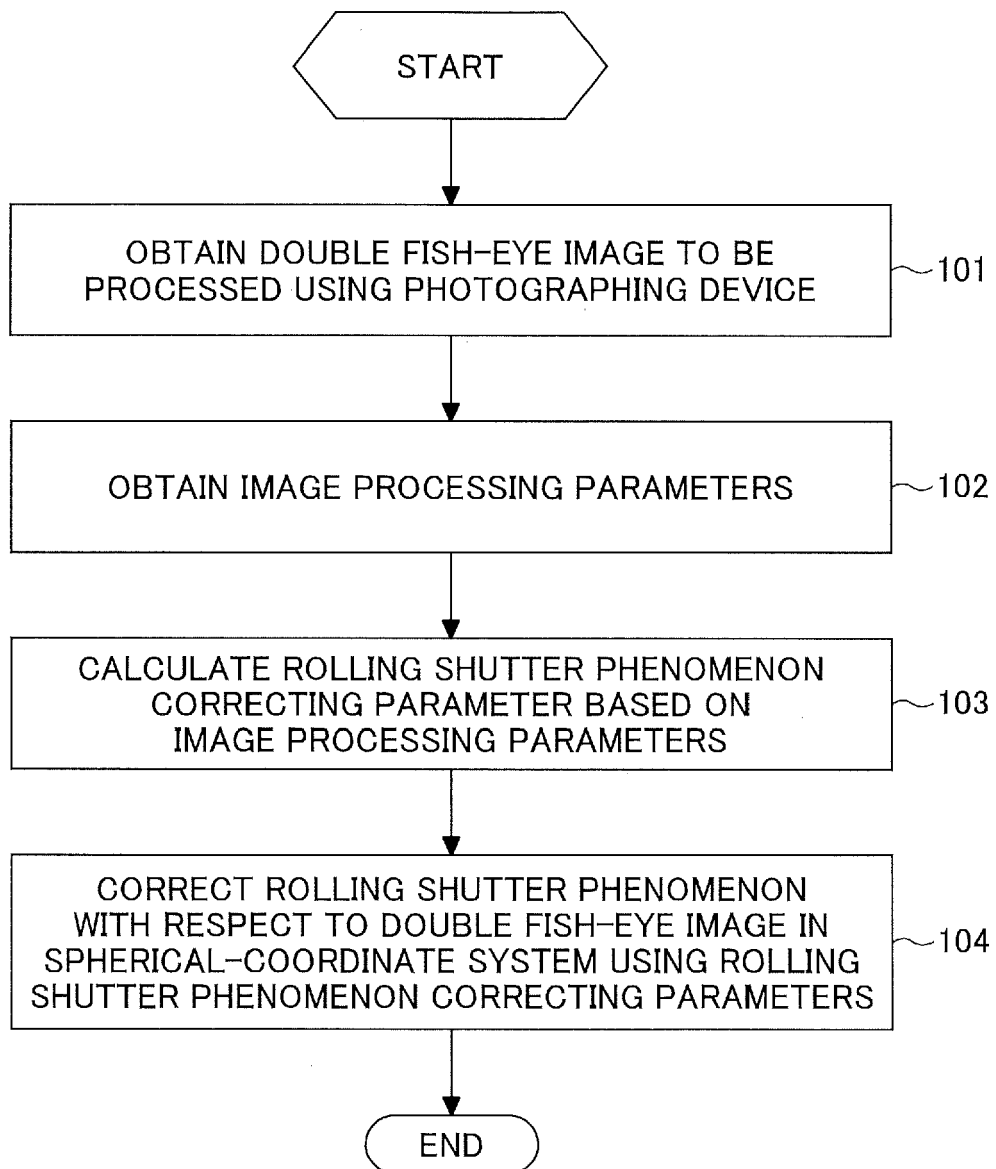 START
OBTAIN DOUBLE FISH-EYE IMAGE TO BE
PROCESSED USING PHOTOGRAPHING DEVICE
101
OBTAIN IMAGE PROCESSING PARAMETERS
102
CALCULATE ROLLING SHUTTER PHENOMENON
CORRECTING PARAMETER BASED ON
IMAGE PROCESSING PARAMETERS
103
CORRECT ROLLING SHUTTER PHENOMENON
WITH RESPECT TO DOUBLE FISH-EYE IMAGE IN
SPHERICAL-COORDINATE SYSTEM USING ROLLING
SHUTTER PHENOMENON CORRECTING PARAMETERS
104
END